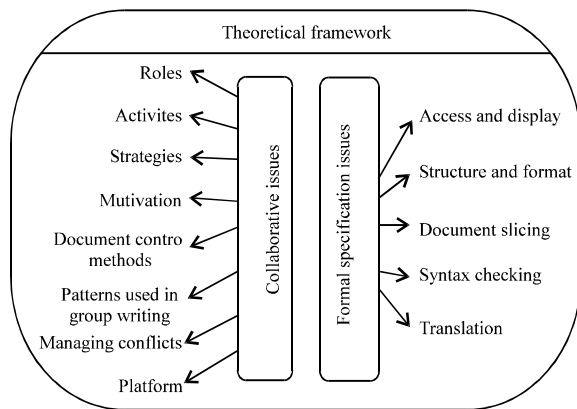 Theoretical framework
Roles
Activites
Strategies
Mutivation
Document contro
methods
Patterns used in
group writing
Managing conflicts
Platform
Collaborative issues
Formal specification issues
Access and display
Structure and format
Document slicing
Syntax checking
Translation